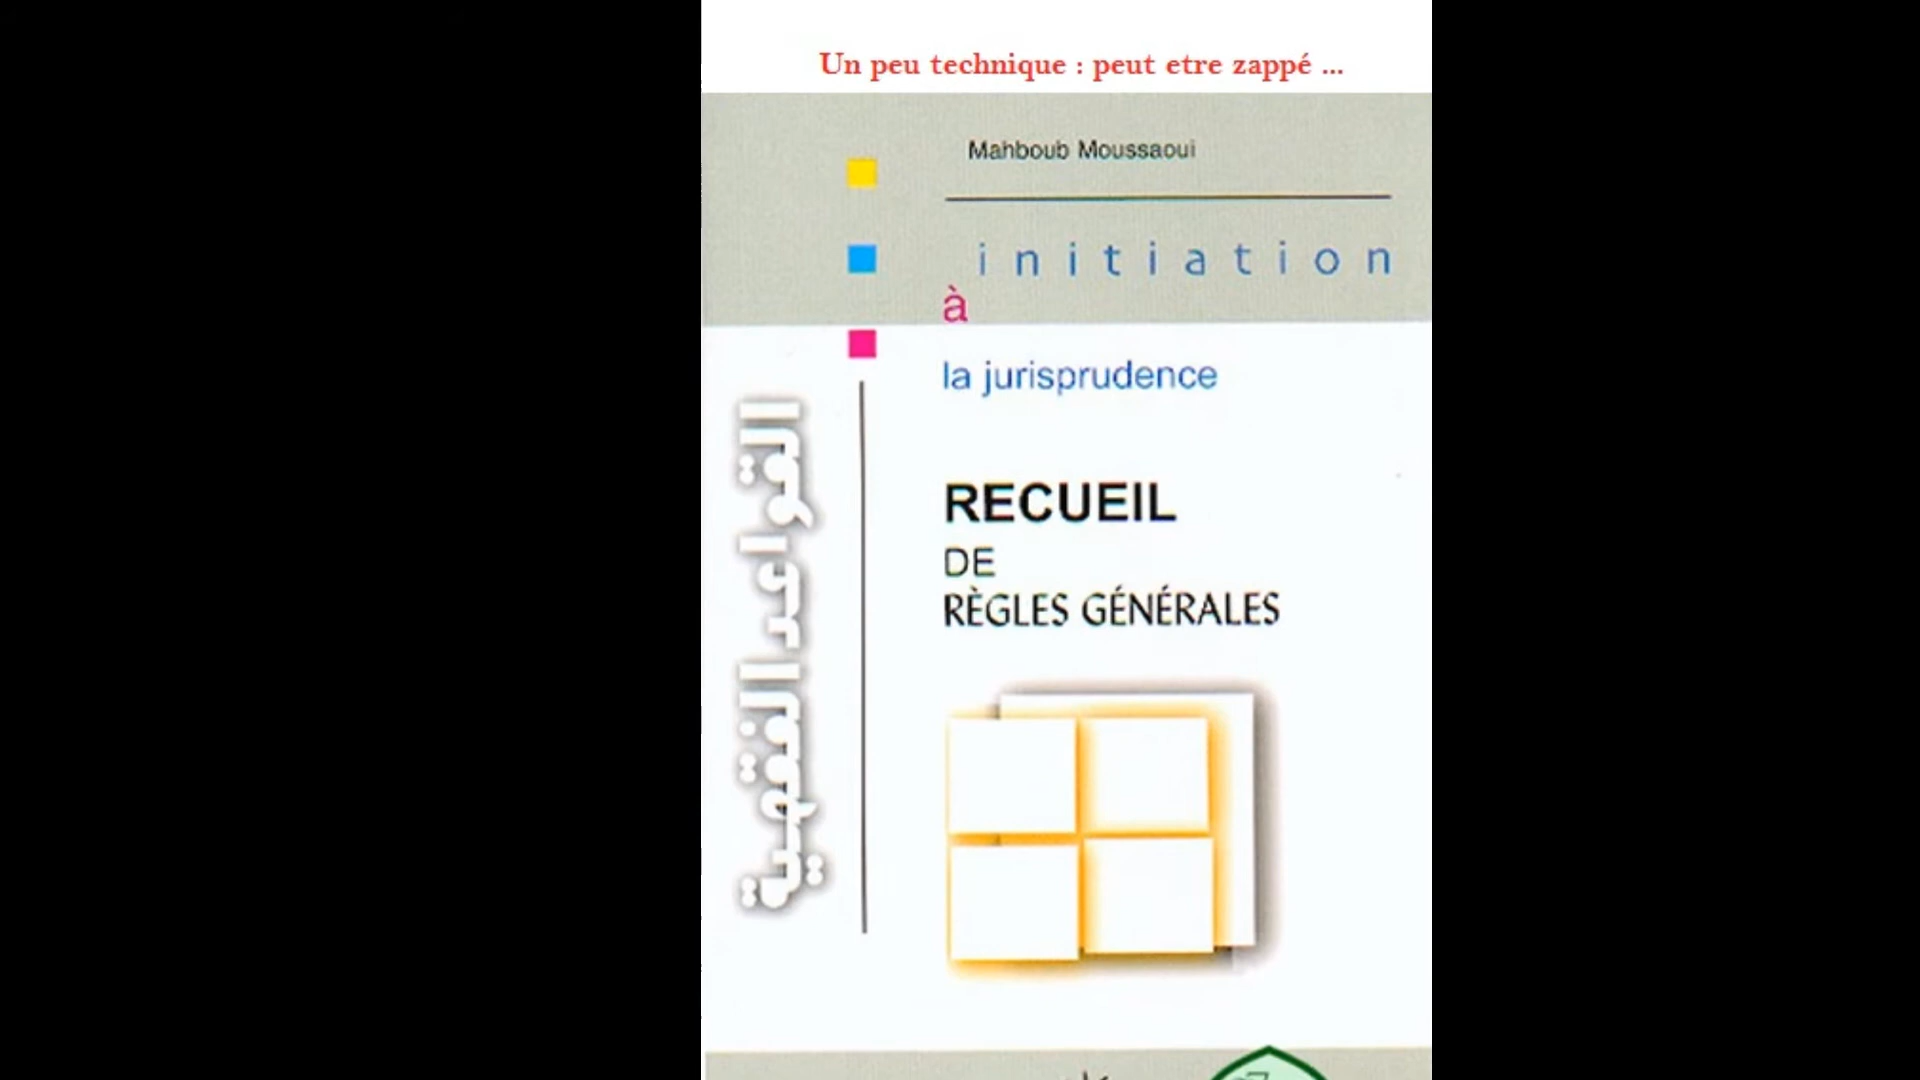 Un peu technique : peut etre zappé ...
Mahboub Moussaoui
initiation
à
la jurisprudence
RECUEIL
DE
RÈGLES GÉNÉRALES
القواعد الفقهية